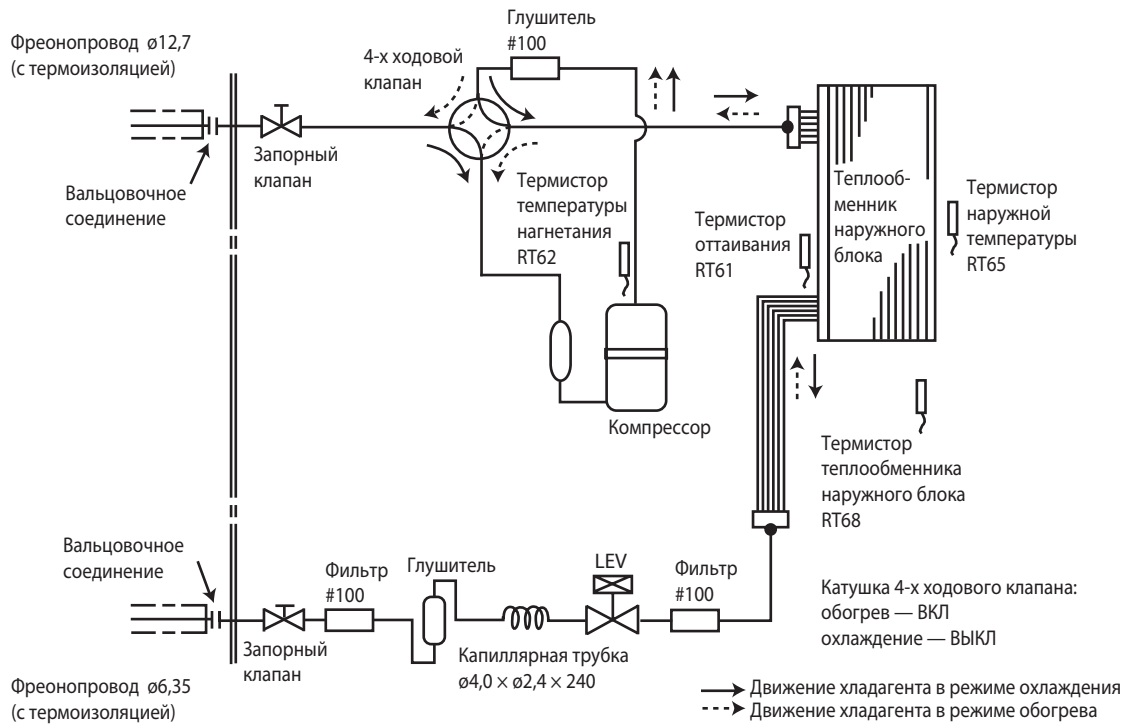 Фреонопровод ø12,7
(с термоизоляцией)
Глушитель
#100
4-х ходовой
клапан
Запорный
клапан
Вальцовочное
соединение
Термистор
температуры
нагнетания
RT62
Термистор
оттаивания
RT61
Теплооб-
менник
наружного
блока
Термистор
наружной
температуры
RT65
Компрессор
Термистор
теплообменника
наружного блока
RT68
Вальцовочное
соединение
Фильтр
#100
Глушитель
LEV
Фильтр
#100
Катушка 4-х ходового клапана:
обогрев — ВКЛ
охлаждение — ВЫКЛ
Запорный
клапан
Капиллярная трубка
ø4,0 × ø2,4 × 240
Фреонопровод ø6,35
(с термоизоляцией)
Движение хладагента в режиме охлаждения
Движение хладагента в режиме обогрева